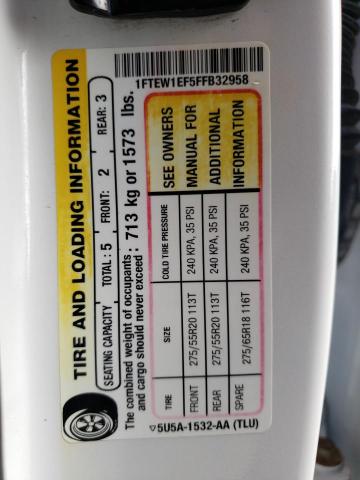 TIRE AND LOADING INFORMATION
SEATING CAPACITY TOTAL : 5 FRONT: 2 REAR: 3
The combined weight of occupants
and cargo should never exceed : 713 kg or 1573 lbs.
TIRE SIZE COLD TIRE PRESSURE
FRONT 275/55R20 113T 240 KPA, 35 PSI
REAR 275/55R20 113T 240 KPA, 35 PSI
SPARE 275/65R18 116T 240 KPA, 35 PSI
SEE OWNERS
MANUAL FOR
ADDITIONAL
INFORMATION
5U5A-1532-AA (TLU)
1FTEW1EF5FFB32958